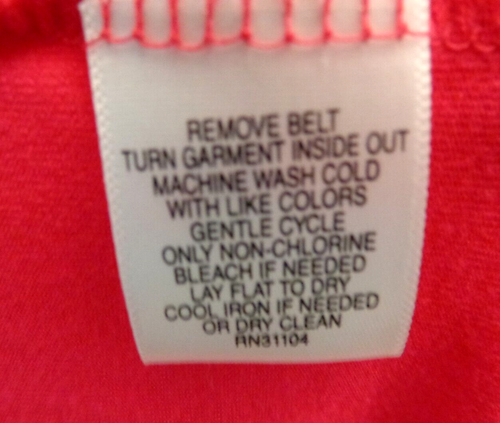 REMOVE BELT
TURN GARMENT INSIDE OUT
MACHINE WASH COLD
WITH LIKE COLORS
GENTLE CYCLE
ONLY NON-CHLORINE
BLEACH IF NEEDED
LAY FLAT TO DRY
COOL IRON IF NEEDED
OR DRY CLEAN
RN31104